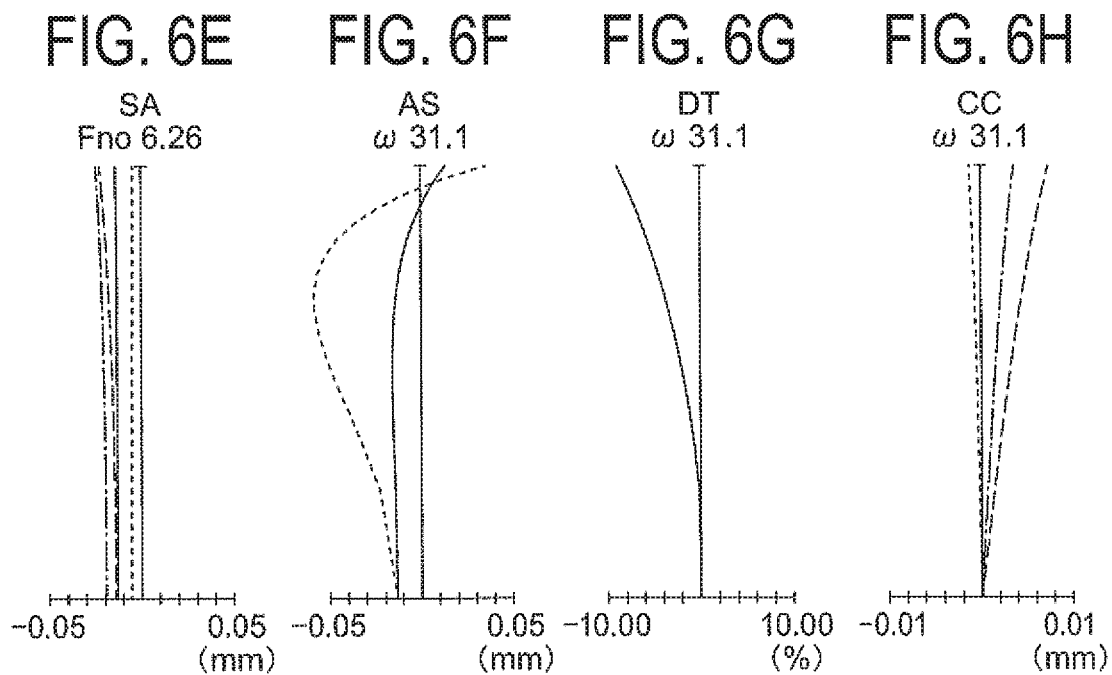 FIG. 6E FIG. 6F FIG. 6G FIG. 6H
SA AS DT CC
Fno 6.26 ω 31.1 ω 31.1 ω 31.1
−0.05 0.05 −0.05 0.05 −10.00 10.00 −0.01 0.01
(mm) (mm) (%) (mm)